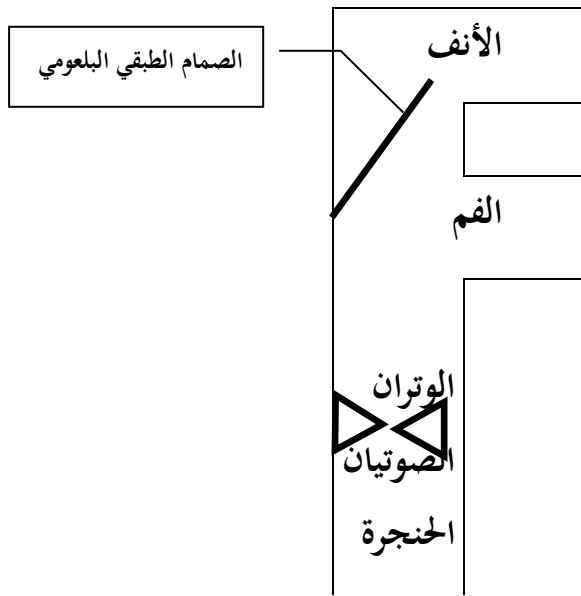 الأنف
الصمام الطبقي البلعومي
الفم
الوتران
الصوتيان
الحنجرة